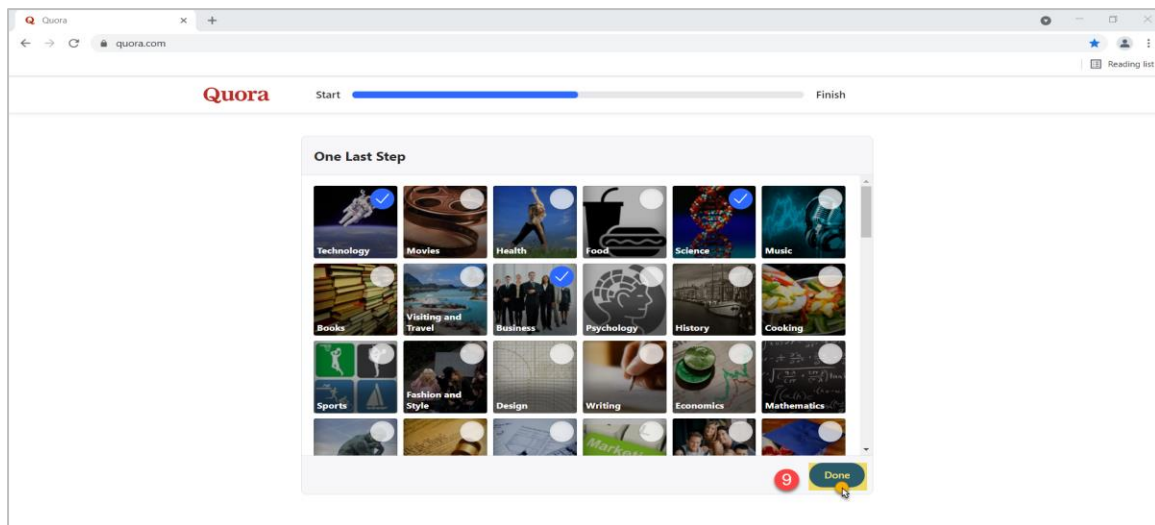 Q Quora
quora.com
Reading list
Quora Start Finish
One Last Step
Technology Movies Health Food Science Music
Books Visiting and Travel Business Psychology History Cooking
Sports Fashion and Style Design Writing Economics Mathematics
9 Done